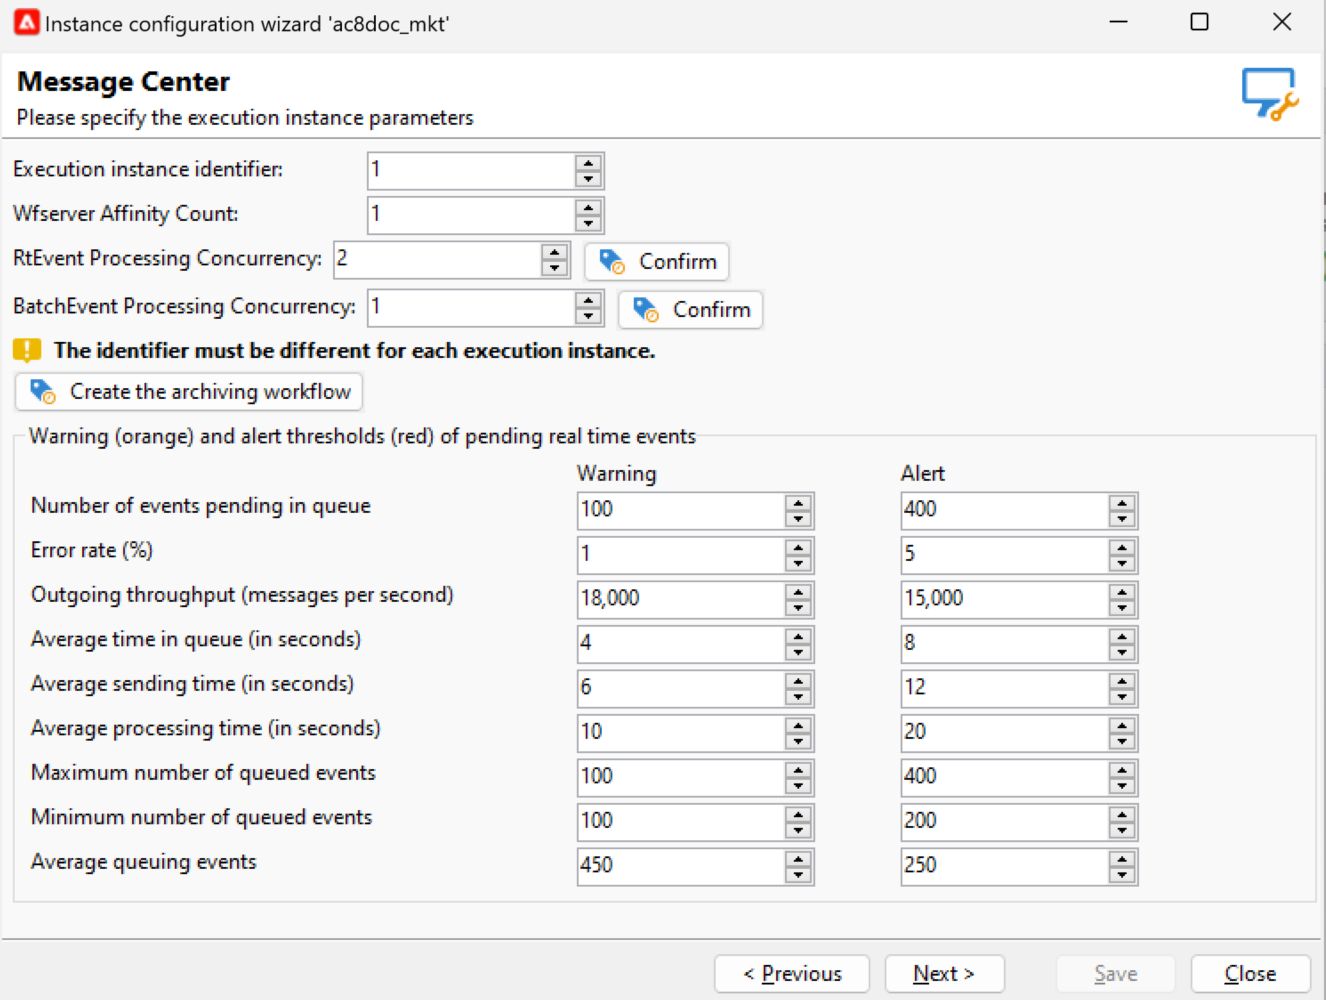 Instance configuration wizard 'ac8doc_mkt'
Message Center
Please specify the execution instance parameters
Execution instance identifier: 1
Wfserver Affinity Count: 1
RtEvent Processing Concurrency: 2 Confirm
BatchEvent Processing Concurrency: 1 Confirm
The identifier must be different for each execution instance.
Create the archiving workflow
Warning (orange) and alert thresholds (red) of pending real time events
Warning Alert
Number of events pending in queue 100 400
Error rate (%) 1 5
Outgoing throughput (messages per second) 18,000 15,000
Average time in queue (in seconds) 4 8
Average sending time (in seconds) 6 12
Average processing time (in seconds) 10 20
Maximum number of queued events 100 400
Minimum number of queued events 100 200
Average queuing events 450 250
< Previous Next > Save Close